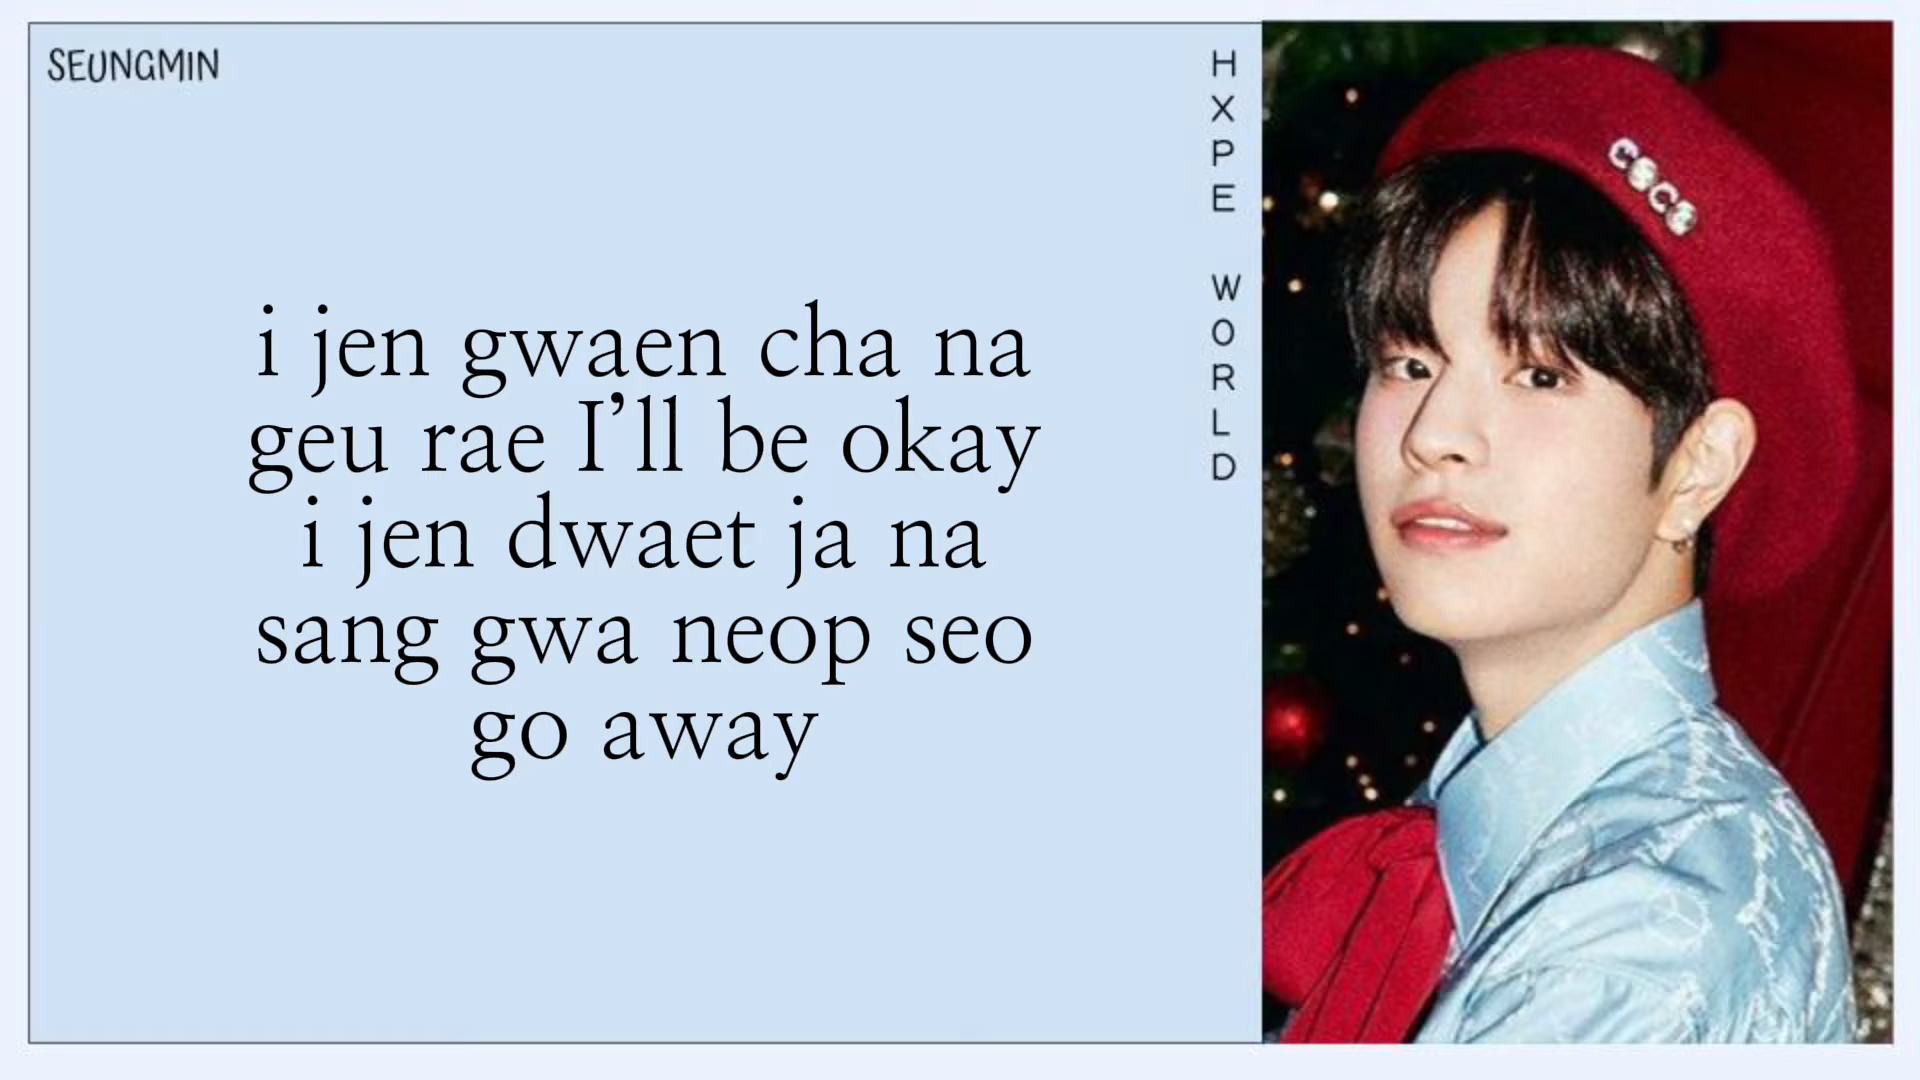 SEUNGMIN
HXPE WORLD
i jen gwaen cha na
geu rae I’ll be okay
i jen dwaet ja na
sang gwa neop seo
go away